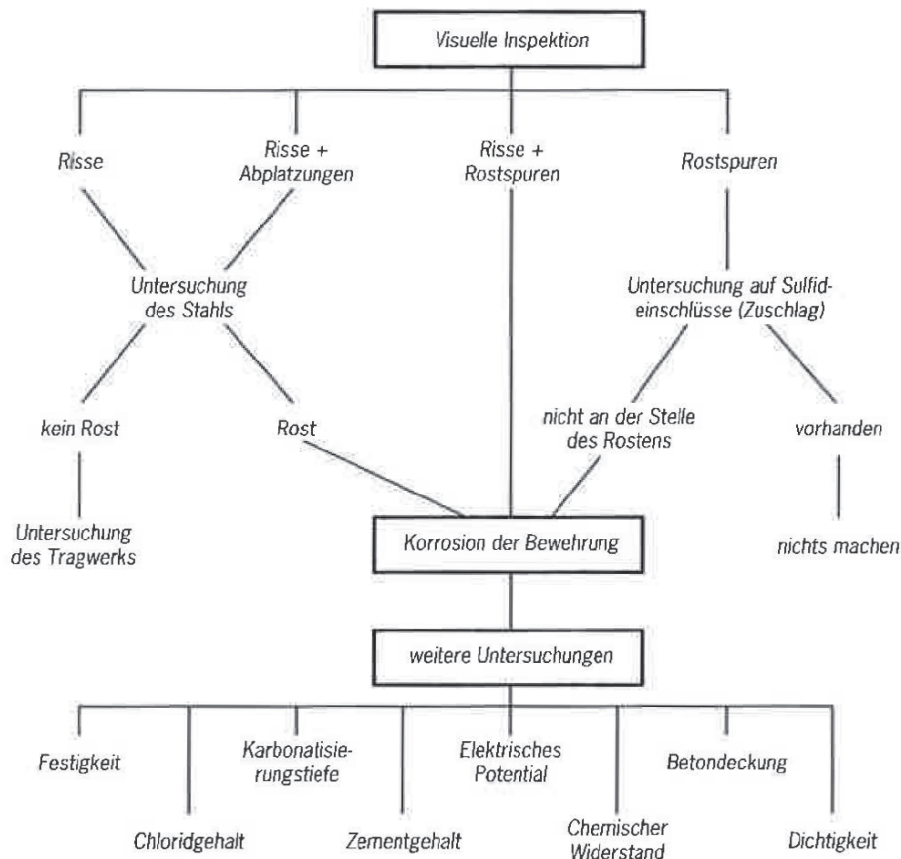 Visuelle Inspektion
Risse
Risse +
Abplatzungen
Risse +
Rostspuren
Rostspuren
Untersuchung
des Stahls
Untersuchung auf Sulfid-
einschlüsse (Zuschlag)
kein Rost
Rost
nicht an der Stelle
des Rostens
vorhanden
Untersuchung
des Tragwerks
Korrosion der Bewehrung
nichts machen
weitere Untersuchungen
Festigkeit
Karbonatisie-
rungstiefe
Elektrisches
Potential
Betondeckung
Chloridgehalt
Zementgehalt
Chemischer
Widerstand
Dichtigkeit